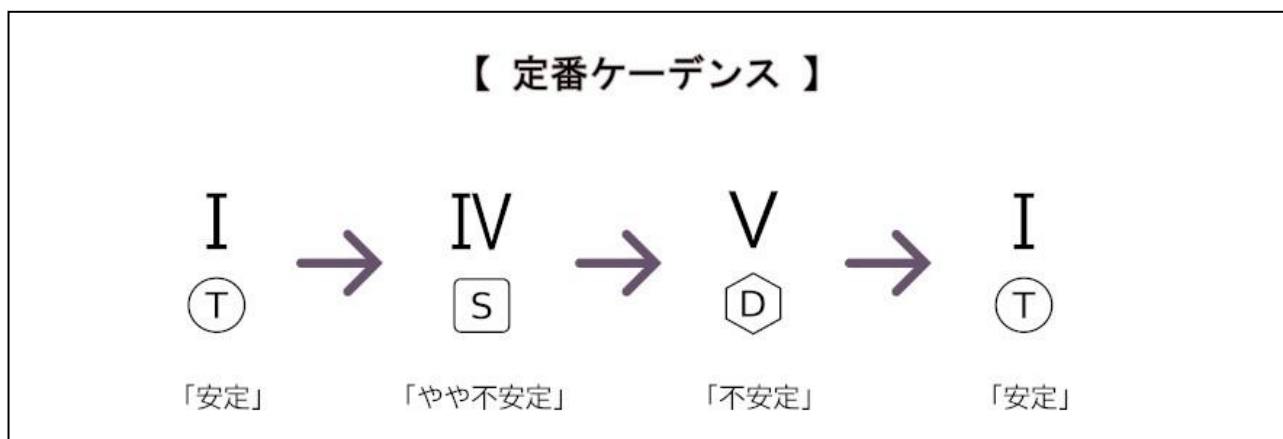 【 定番ケーデンス 】
I IV V I
T S D T
「安定」 「やや不安定」 「不安定」 「安定」